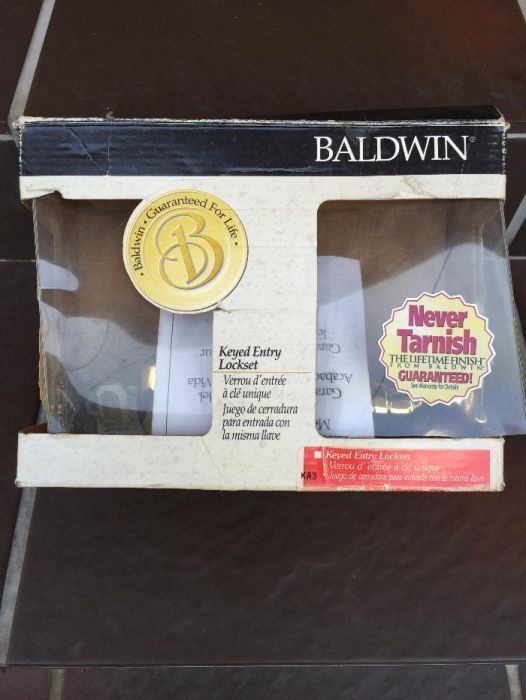 BALDWIN®
Baldwin • Guaranteed For Life •
B
Never
Tarnish
THE LIFETIME FINISH™
FROM BALDWIN
GUARANTEED!
See Warranty for Details
Keyed Entry
Lockset
Verrou d'entrée
à clé unique
Juego de cerradura
para entrada con
la misma llave
Keyed Entry Lockset
Verrou d'entrée à clé unique
Juego de cerradora para entrada con la misma llave